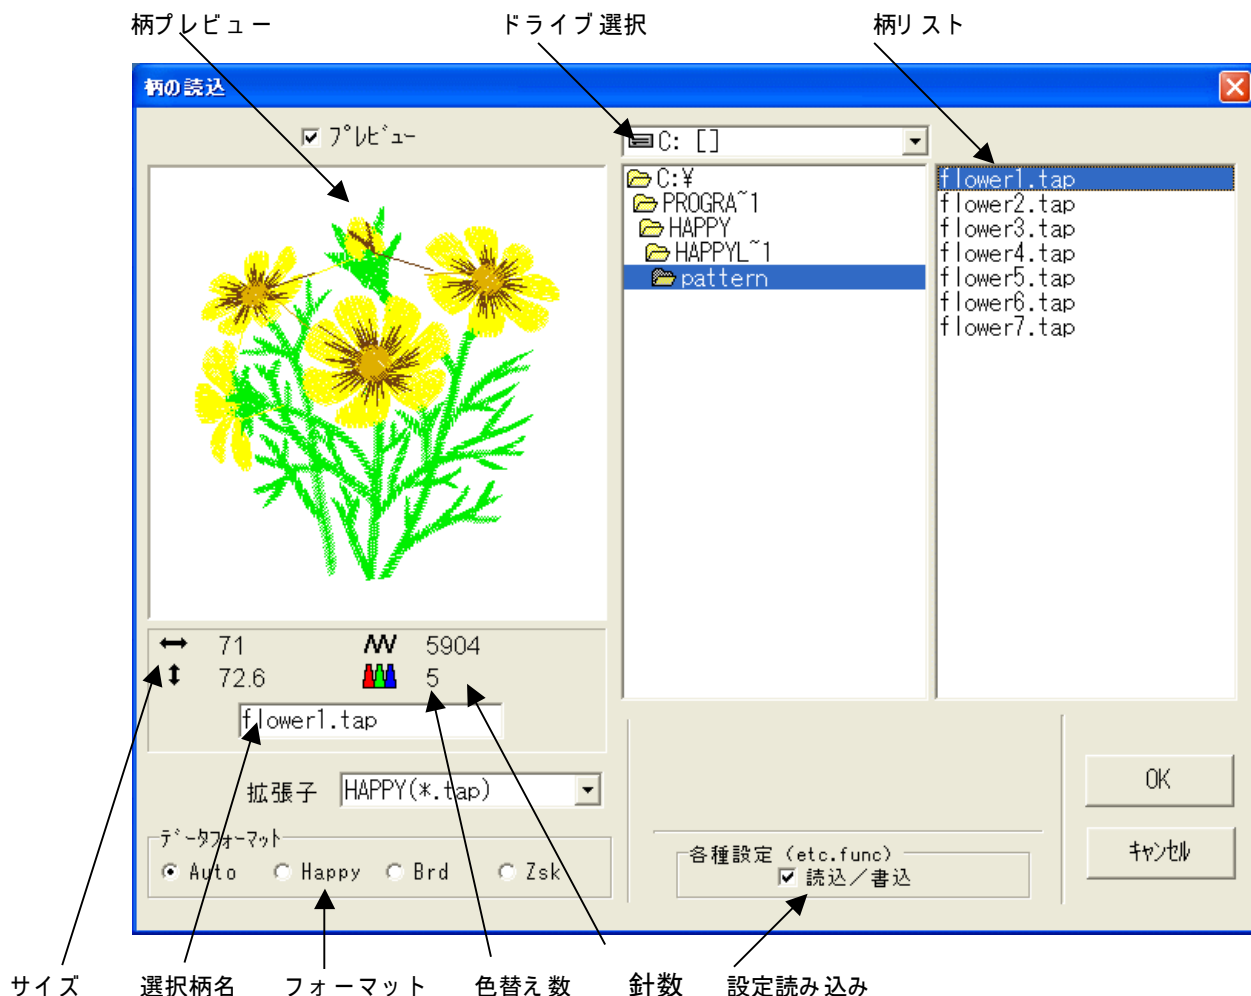 柄プレビュー
ドライブ選択
柄リスト
柄の読込
プレビュー
C: []
C:¥
PROGRA~1
HAPPY
HAPPYL~1
pattern
flower1.tap
flower2.tap
flower3.tap
flower4.tap
flower5.tap
flower6.tap
flower7.tap
71
5904
72.6
5
flower1.tap
拡張子
HAPPY(*.tap)
データフォーマット
Auto
Happy
Brd
Zsk
各種設定 (etc.func)
読込/書込
OK
キャンセル
サイズ
選択柄名
フォーマット
色替え数
針数
設定読み込み